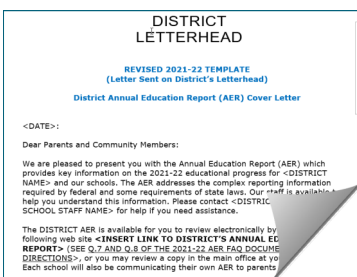 DISTRICT
LETTERHEAD
REVISED 2021-22 TEMPLATE
(Letter Sent on District's Letterhead)
District Annual Education Report (AER) Cover Letter
<DATE>:
Dear Parents and Community Members:
We are pleased to present you with the Annual Education Report (AER) which
provides key information on the 2021-22 educational progress for <DISTRICT
NAME> and our schools. The AER addresses the complex reporting information
required by federal and some requirements of state laws. Our staff is available
help you understand this information. Please contact
SCHOOL STAFF NAME> for help if you need assistance.
The DISTRICT AER is available for you to review electronically by
following web site <INSERT LINK TO DISTRICT'S ANNUAL
REPORT> (SEE Q.7 AND Q.8 OF THE 2021-22 AER FAQ
DIRECTIONS>, or you may review a copy in the main office at
Each school will also be communicating their own AER to parents